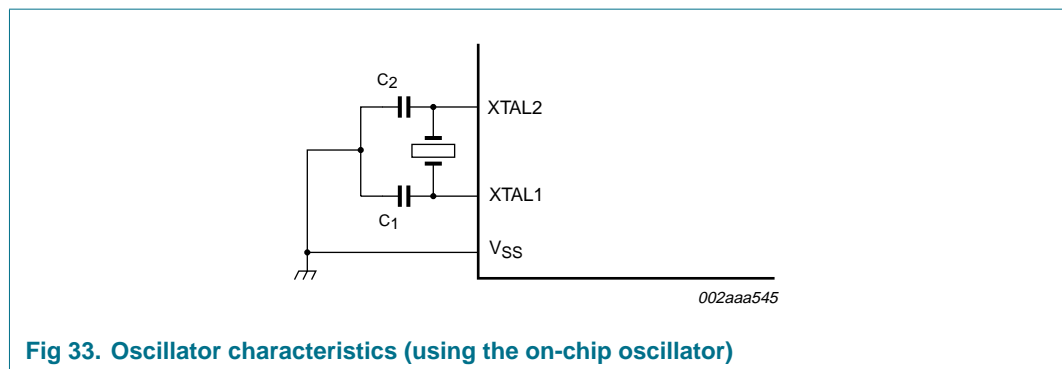 C2
XTAL2
XTAL1
C1
VSS
002aaa545
Fig 33. Oscillator characteristics (using the on-chip oscillator)